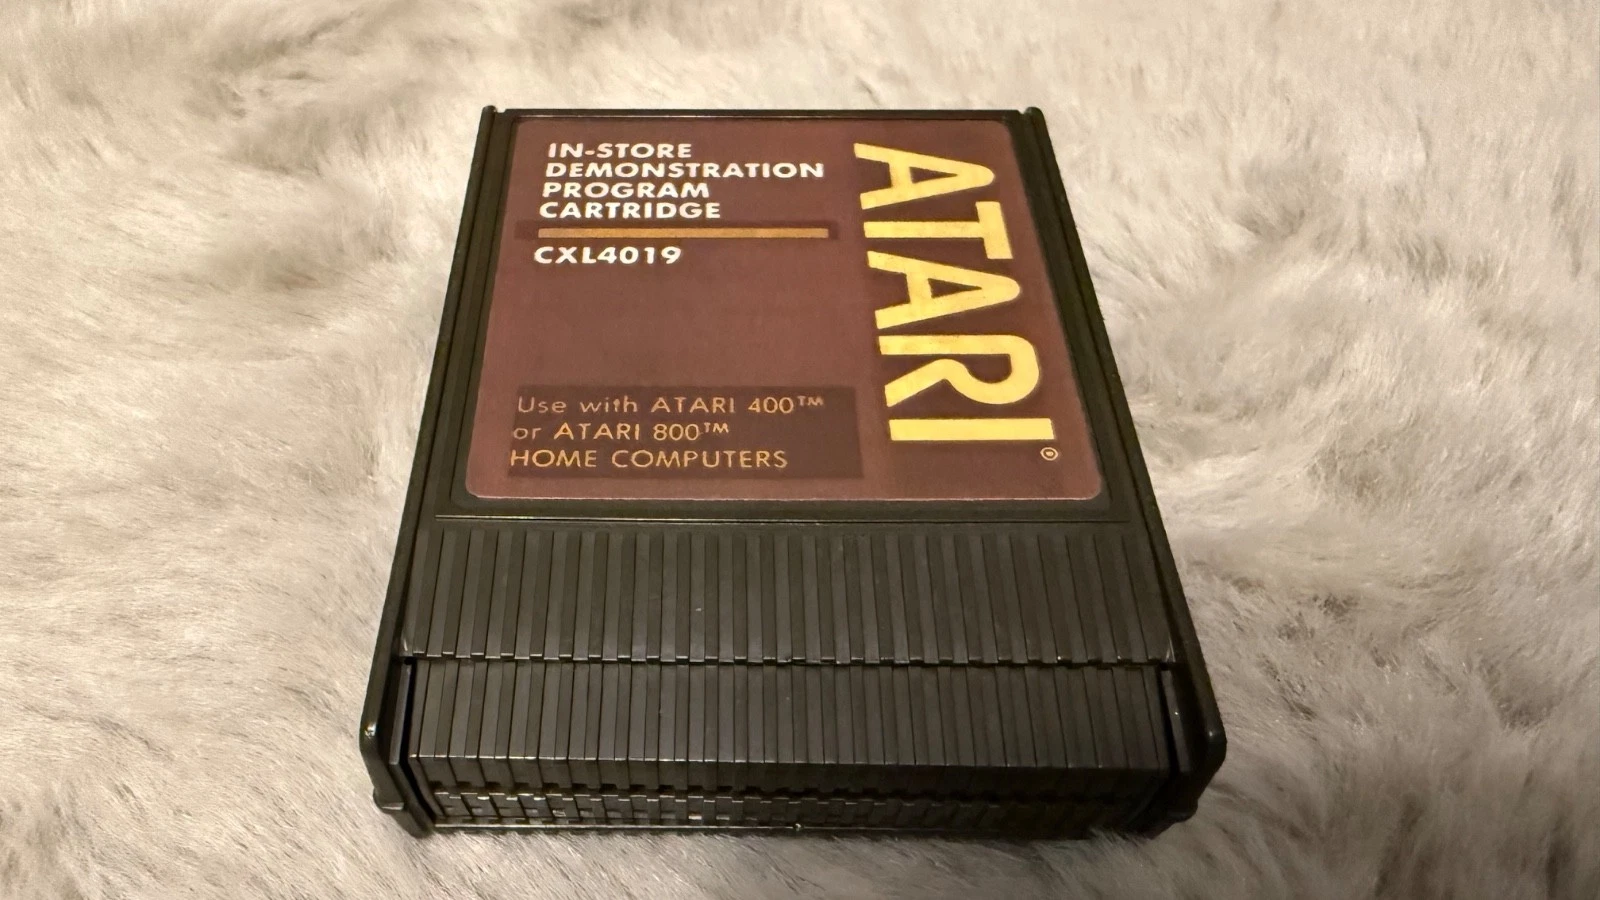 IN-STORE
DEMONSTRATION
PROGRAM
CARTRIDGE
CXL4019
Use with ATARI 400™
or ATARI 800™
HOME COMPUTERS
ATARI®